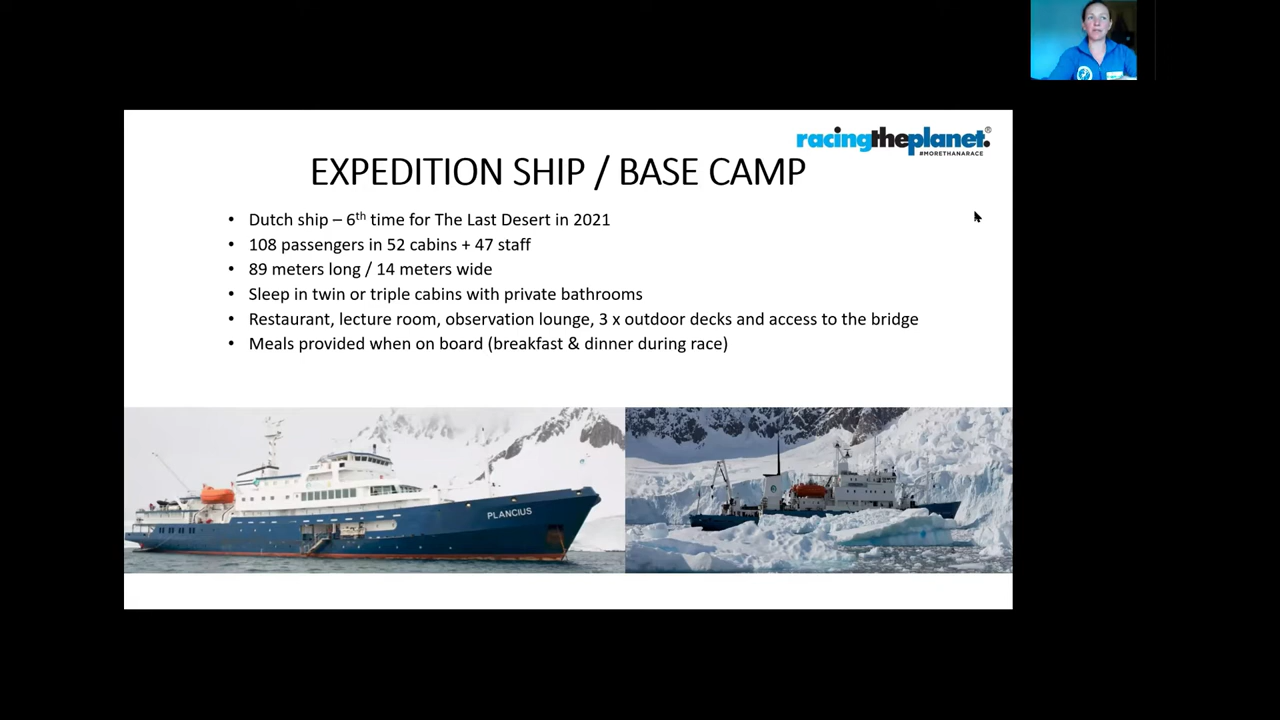 racingtheplanet.®
#MORETHANARACE
EXPEDITION SHIP / BASE CAMP
• Dutch ship – 6th time for The Last Desert in 2021
• 108 passengers in 52 cabins + 47 staff
• 89 meters long / 14 meters wide
• Sleep in twin or triple cabins with private bathrooms
• Restaurant, lecture room, observation lounge, 3 x outdoor decks and access to the bridge
• Meals provided when on board (breakfast & dinner during race)
PLANCIUS